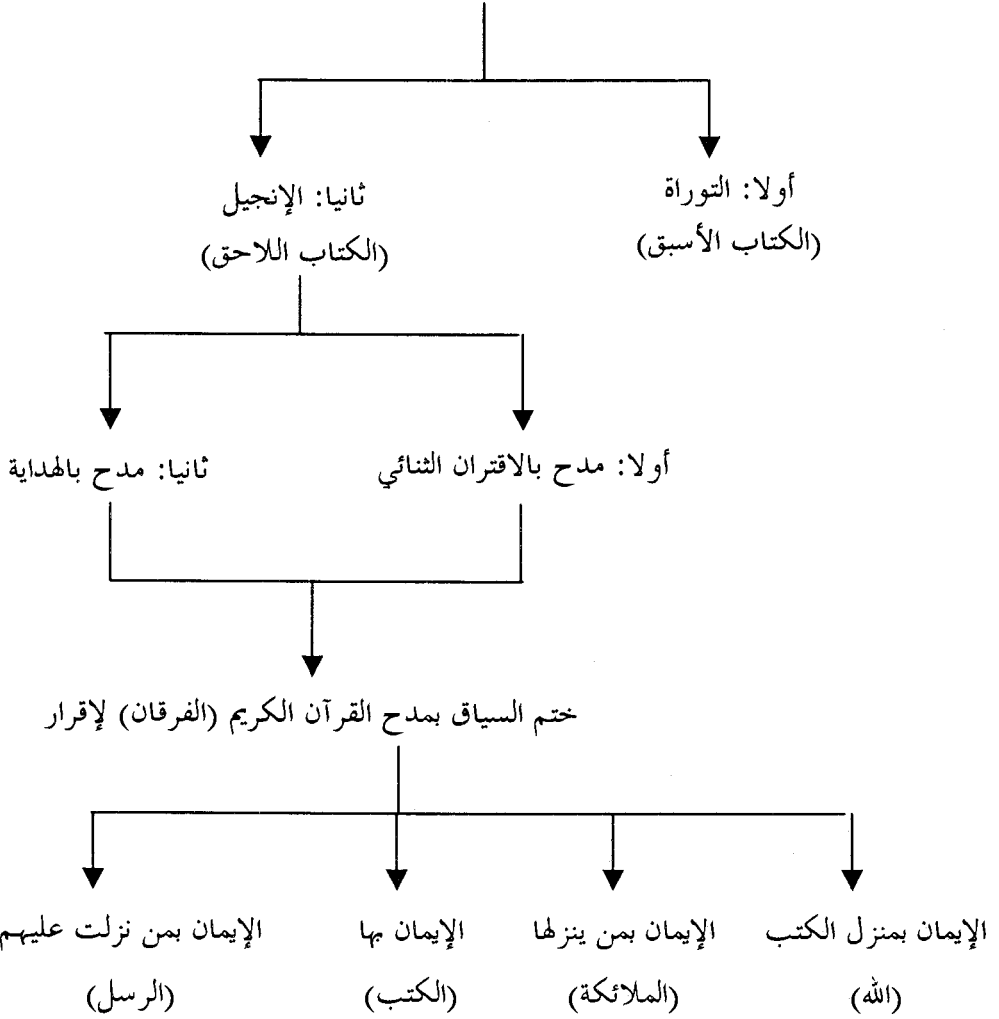 أولا: التوراة
(الكتاب الأسبق)
ثانيا: الإنجيل
(الكتاب اللاحق)
أولا: مدح بالاقتران الثنائي
ثانيا: مدح بالهداية
ختم السياق بمدح القرآن الكريم (الفرقان) لإقرار
الإيمان بمنزل الكتب
(الله)
الإيمان بمن ينزلها
(الملائكة)
الإيمان بها
(الكتب)
الإيمان بمن نزلت عليهم
(الرسل)